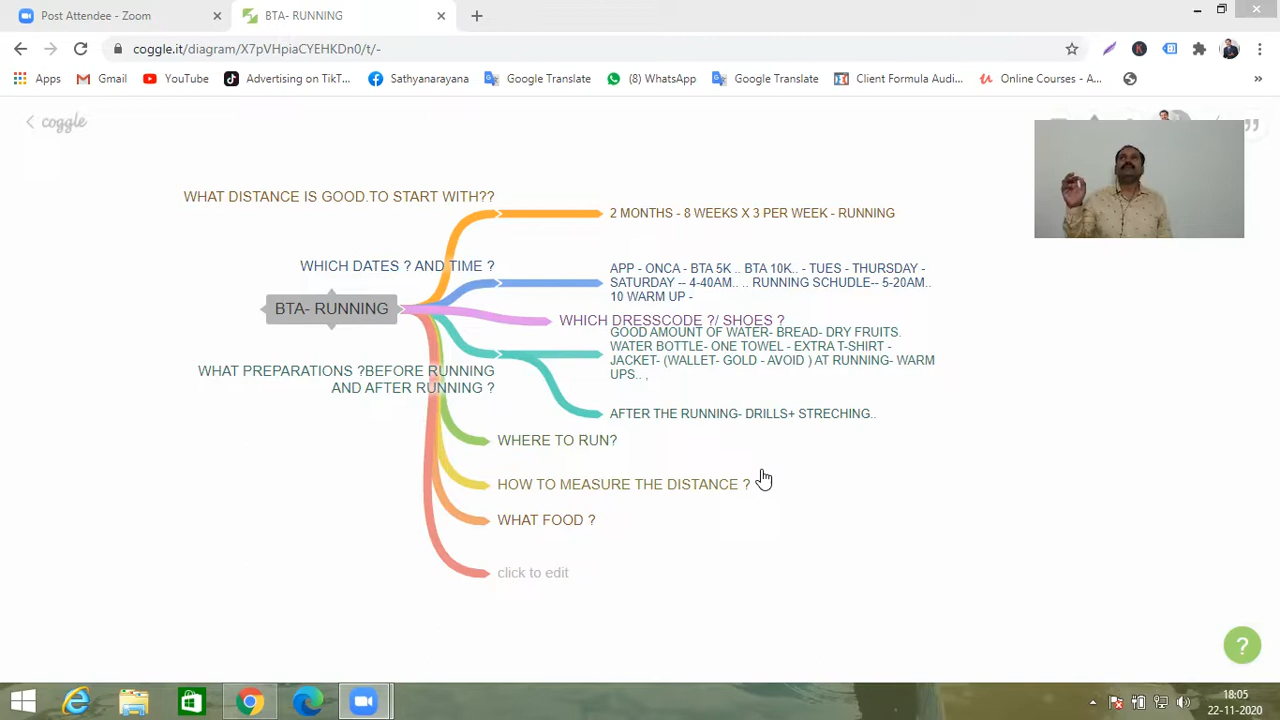 Post Attendee - Zoom
BTA- RUNNING
coggle.it/diagram/X7pVHpiaCYEHKDn0/t/-
Apps
Gmail
YouTube
Advertising on TikT...
Sathyanarayana
Google Translate
(8) WhatsApp
Google Translate
Client Formula Audi...
Online Courses - A...
coggle
WHAT DISTANCE IS GOOD.TO START WITH??
2 MONTHS - 8 WEEKS X 3 PER WEEK - RUNNING
WHICH DATES ? AND TIME ?
APP - ONCA - BTA 5K .. BTA 10K.. - TUES - THURSDAY -
SATURDAY -- 4-40AM.. .. RUNNING SCHUDLE-- 5-20AM..
10 WARM UP -
BTA- RUNNING
WHICH DRESSCODE ?/ SHOES ?
GOOD AMOUNT OF WATER- BREAD- DRY FRUITS.
WATER BOTTLE- ONE TOWEL - EXTRA T-SHIRT -
JACKET- (WALLET- GOLD - AVOID ) AT RUNNING- WARM
UPS.. ,
WHAT PREPARATIONS ?BEFORE RUNNING
AND AFTER RUNNING ?
AFTER THE RUNNING- DRILLS+ STRECHING..
WHERE TO RUN?
HOW TO MEASURE THE DISTANCE ?
WHAT FOOD ?
click to edit
?
18:05
22-11-2020